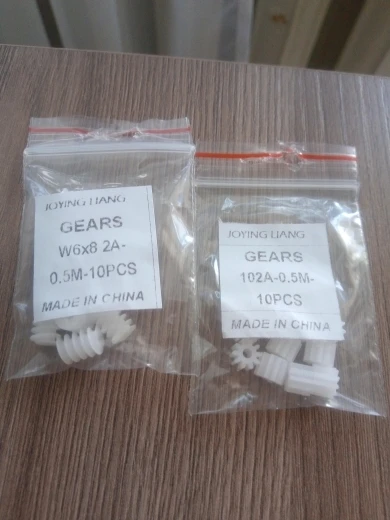 JOYING LIANG
GEARS
W6x8 2A-
0.5M-10PCS
MADE IN CHINA
JOYING LIANG
GEARS
102A-0.5M-
10PCS
MADE IN CHINA